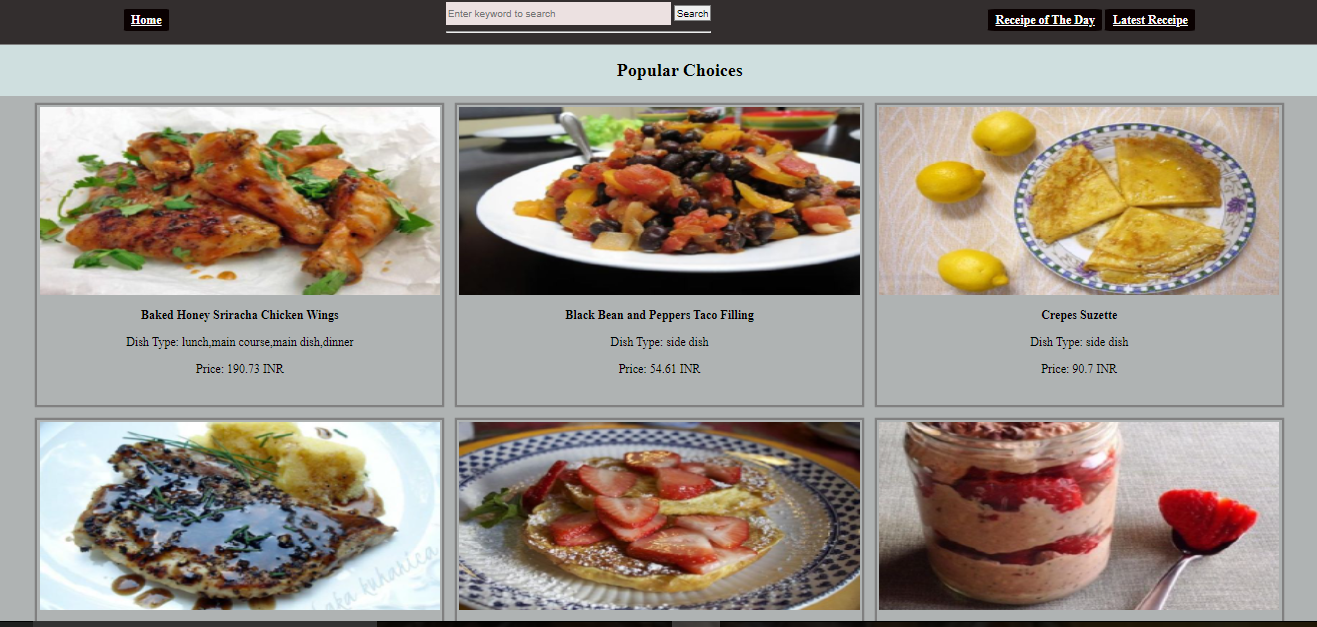 Home
Enter keyword to search
Search
Receipe of The Day
Latest Receipe
Popular Choices
Baked Honey Sriracha Chicken Wings
Dish Type: lunch,main course,main dish,dinner
Price: 190.73 INR
Black Bean and Peppers Taco Filling
Dish Type: side dish
Price: 54.61 INR
Crepes Suzette
Dish Type: side dish
Price: 90.7 INR
kuharica